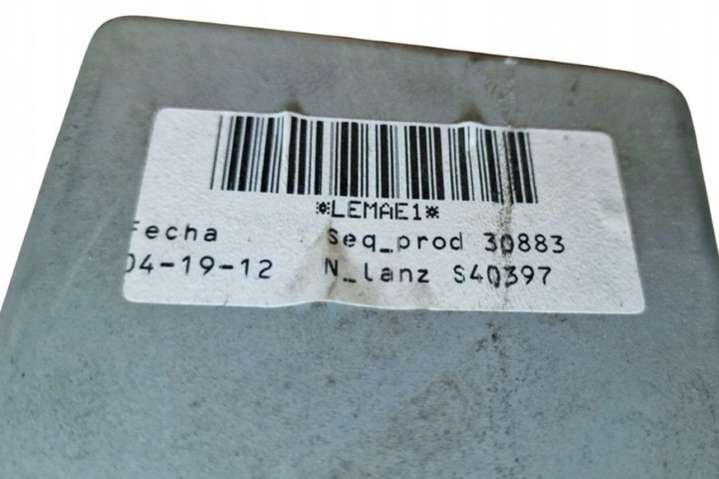 *LEMAE1*
Fecha Seq_prod 30883
04-19-12 N_lanz S40397